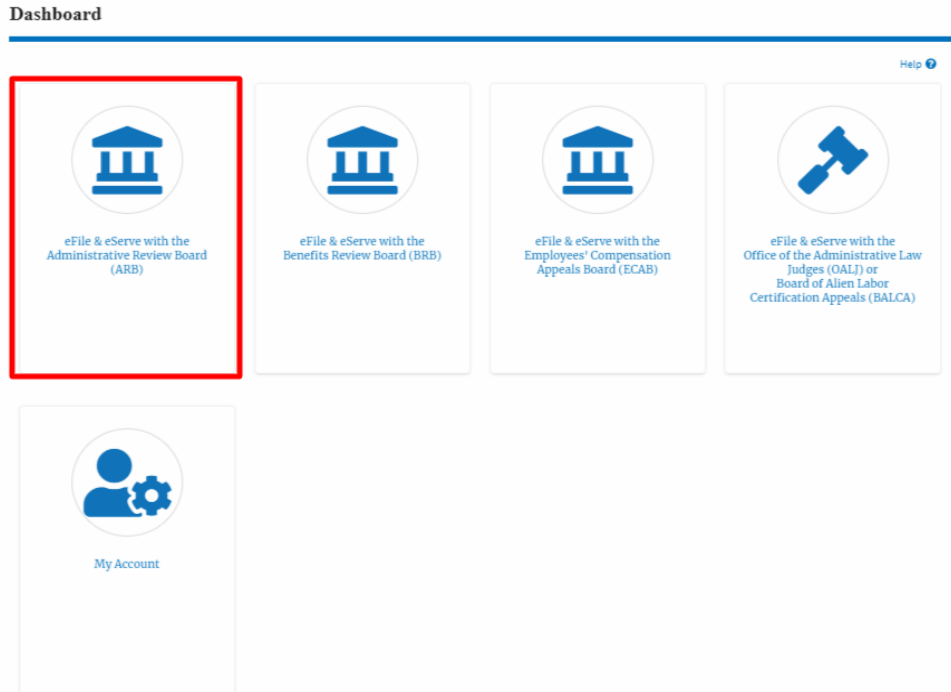 Dashboard
Help
eFile & eServe with the
Administrative Review Board
(ARB)
eFile & eServe with the
Benefits Review Board (BRB)
eFile & eServe with the
Employees' Compensation
Appeals Board (ECAB)
eFile & eServe with the
Office of the Administrative Law
Judges (OALJ) or
Board of Alien Labor
Certification Appeals (BALCA)
My Account